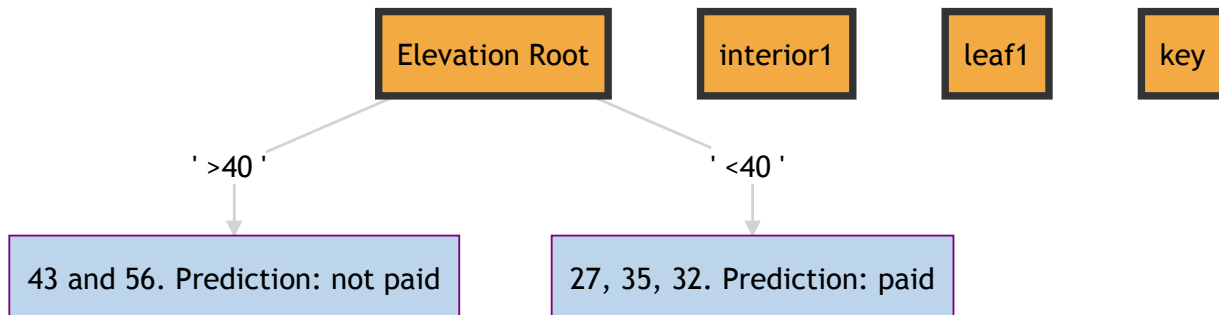 Elevation Root
interior1
leaf1
key
' >40 '
' <40 '
43 and 56. Prediction: not paid
27, 35, 32. Prediction: paid